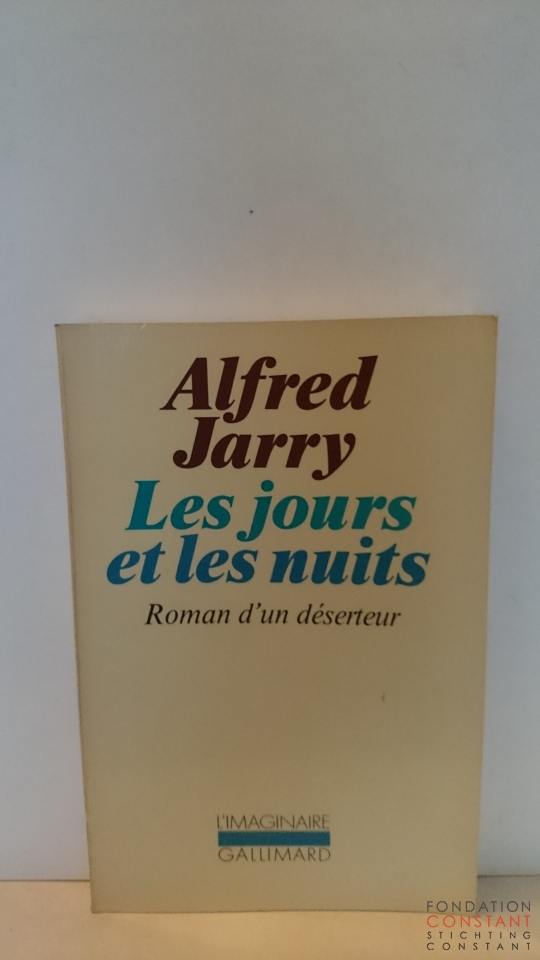 Alfred
Jarry
Les jours
et les nuits
Roman d'un déserteur
L'IMAGINAIRE
GALLIMARD
FONDATION
CONSTANT
STICHTING
CONSTANT